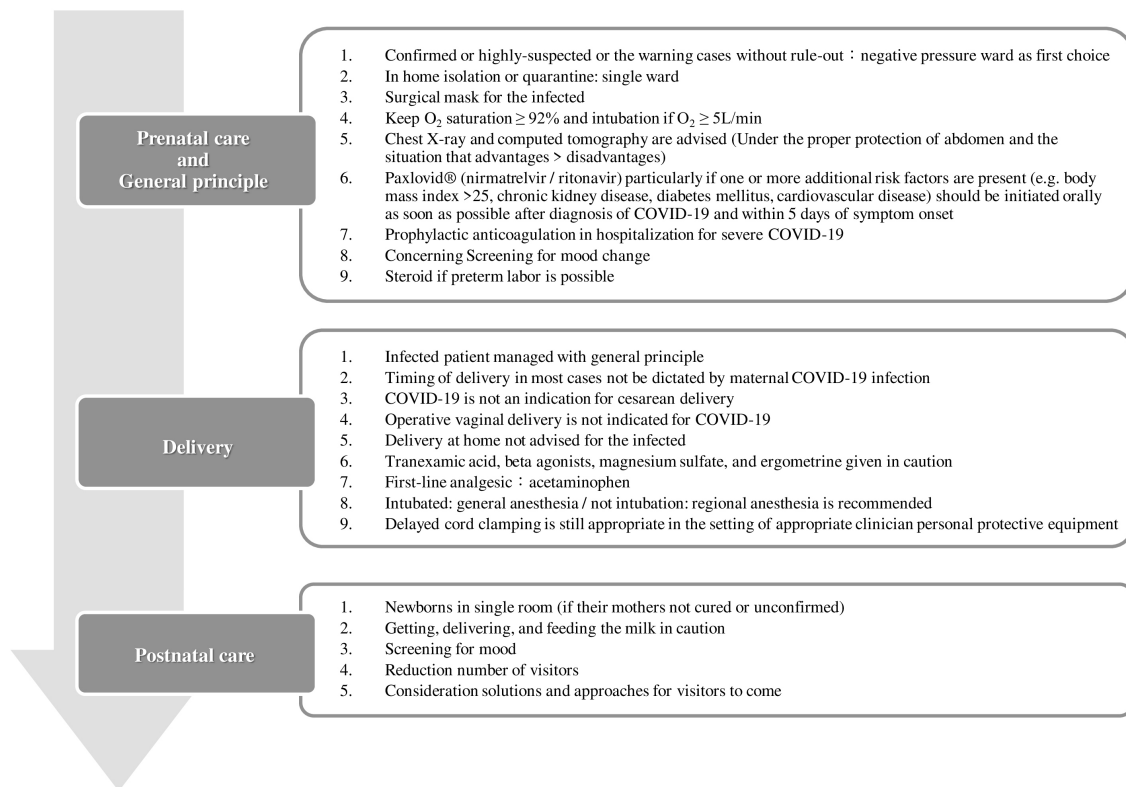 Prenatal care
and
General principle
1. Confirmed or highly-suspected or the warning cases without rule-out：negative pressure ward as first choice
2. In home isolation or quarantine: single ward
3. Surgical mask for the infected
4. Keep O₂ saturation ≥ 92% and intubation if O₂ ≥ 5L/min
5. Chest X-ray and computed tomography are advised (Under the proper protection of abdomen and the
situation that advantages > disadvantages)
6. Paxlovid® (nirmatrelvir / ritonavir) particularly if one or more additional risk factors are present (e.g. body
mass index >25, chronic kidney disease, diabetes mellitus, cardiovascular disease) should be initiated orally
as soon as possible after diagnosis of COVID-19 and within 5 days of symptom onset
7. Prophylactic anticoagulation in hospitalization for severe COVID-19
8. Concerning Screening for mood change
9. Steroid if preterm labor is possible
Delivery
1. Infected patient managed with general principle
2. Timing of delivery in most cases not be dictated by maternal COVID-19 infection
3. COVID-19 is not an indication for cesarean delivery
4. Operative vaginal delivery is not indicated for COVID-19
5. Delivery at home not advised for the infected
6. Tranexamic acid, beta agonists, magnesium sulfate, and ergometrine given in caution
7. First-line analgesic：acetaminophen
8. Intubated: general anesthesia / not intubation: regional anesthesia is recommended
9. Delayed cord clamping is still appropriate in the setting of appropriate clinician personal protective equipment
Postnatal care
1. Newborns in single room (if their mothers not cured or unconfirmed)
2. Getting, delivering, and feeding the milk in caution
3. Screening for mood
4. Reduction number of visitors
5. Consideration solutions and approaches for visitors to come